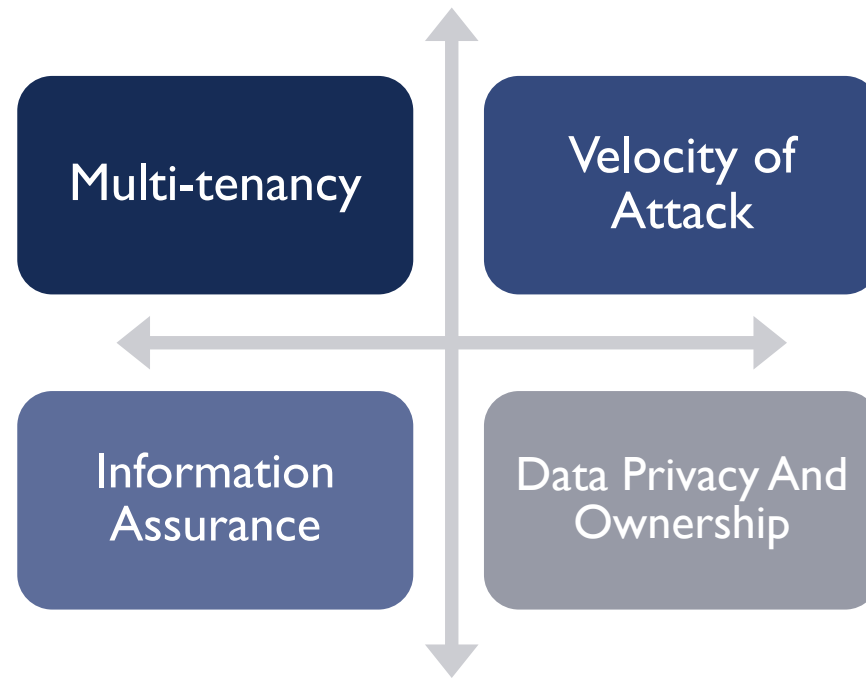 Multi-tenancy
Velocity of
Attack
Information
Assurance
Data Privacy And
Ownership